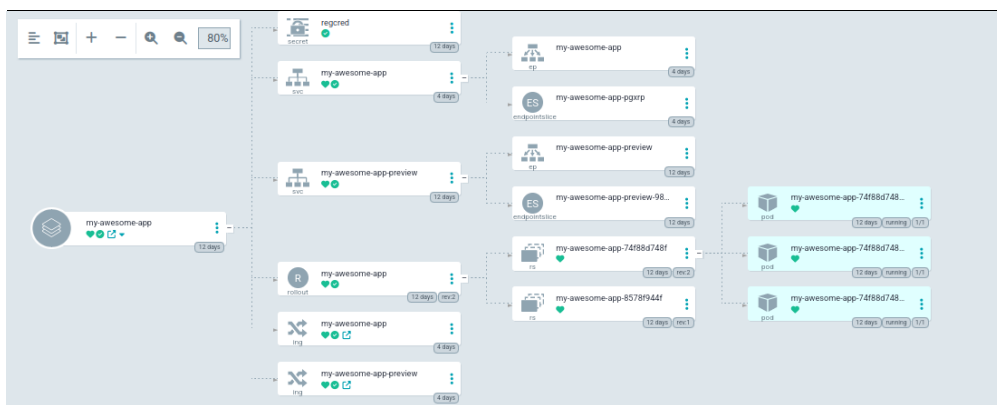 80%
regcred
secret
12 days
my-awesome-app
svc
4 days
my-awesome-app
ep
4 days
ES
my-awesome-app-pgxrp
endpointslice
4 days
my-awesome-app-preview
svc
12 days
my-awesome-app-preview
ep
12 days
ES
my-awesome-app-preview-98...
endpointslice
12 days
my-awesome-app
12 days
R
my-awesome-app
rollout
12 days rev:2
my-awesome-app-74f88d748f
rs
12 days rev:2
my-awesome-app-8578f944f
rs
12 days rev:1
my-awesome-app-74f88d748...
pod
12 days running 1/1
my-awesome-app-74f88d748...
pod
12 days running 1/1
my-awesome-app-74f88d748...
pod
12 days running 1/1
my-awesome-app
ing
4 days
my-awesome-app-preview
ing
4 days